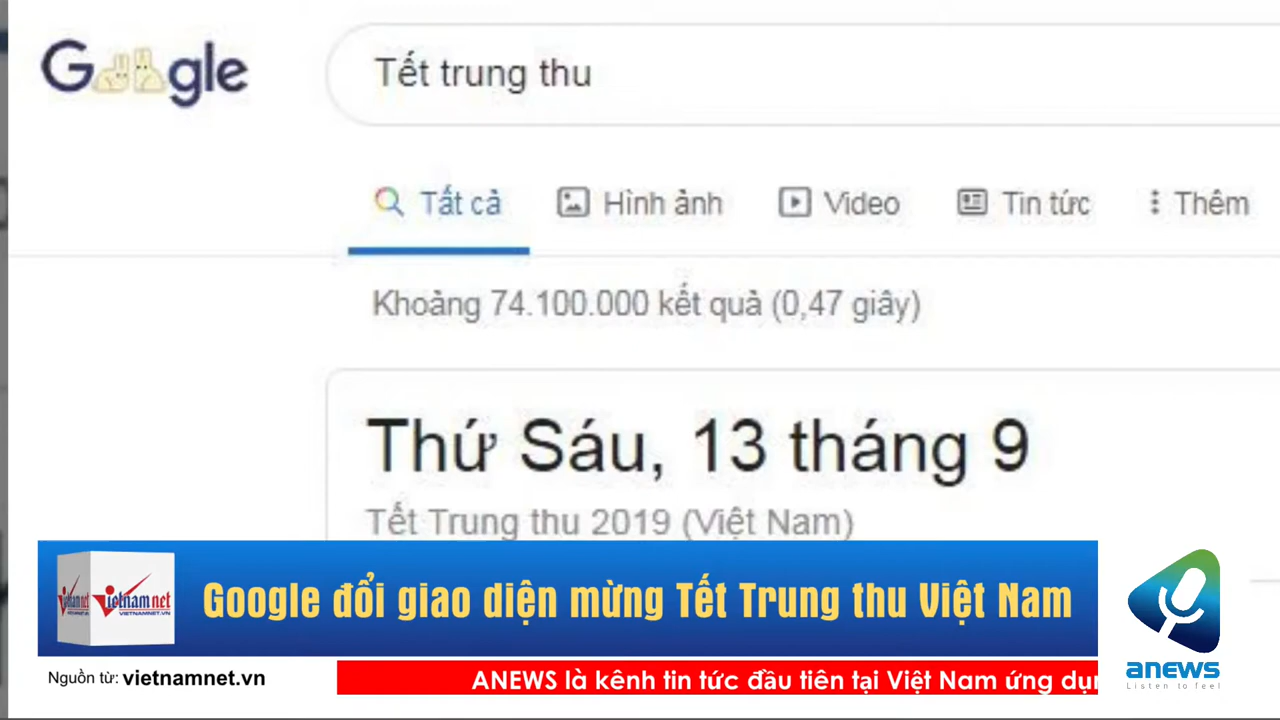 Google
Tết trung thu
Tất cả Hình ảnh Video Tin tức Thêm
Khoảng 74.100.000 kết quả (0,47 giây)
Thứ Sáu, 13 tháng 9
Tết Trung thu 2019 (Việt Nam)
vietnamnet
VIETNAMNET.VN
Google đổi giao diện mừng Tết Trung thu Việt Nam
Nguồn từ: vietnamnet.vn
ANEWS là kênh tin tức đầu tiên tại Việt Nam ứng
anews
Listen to feel